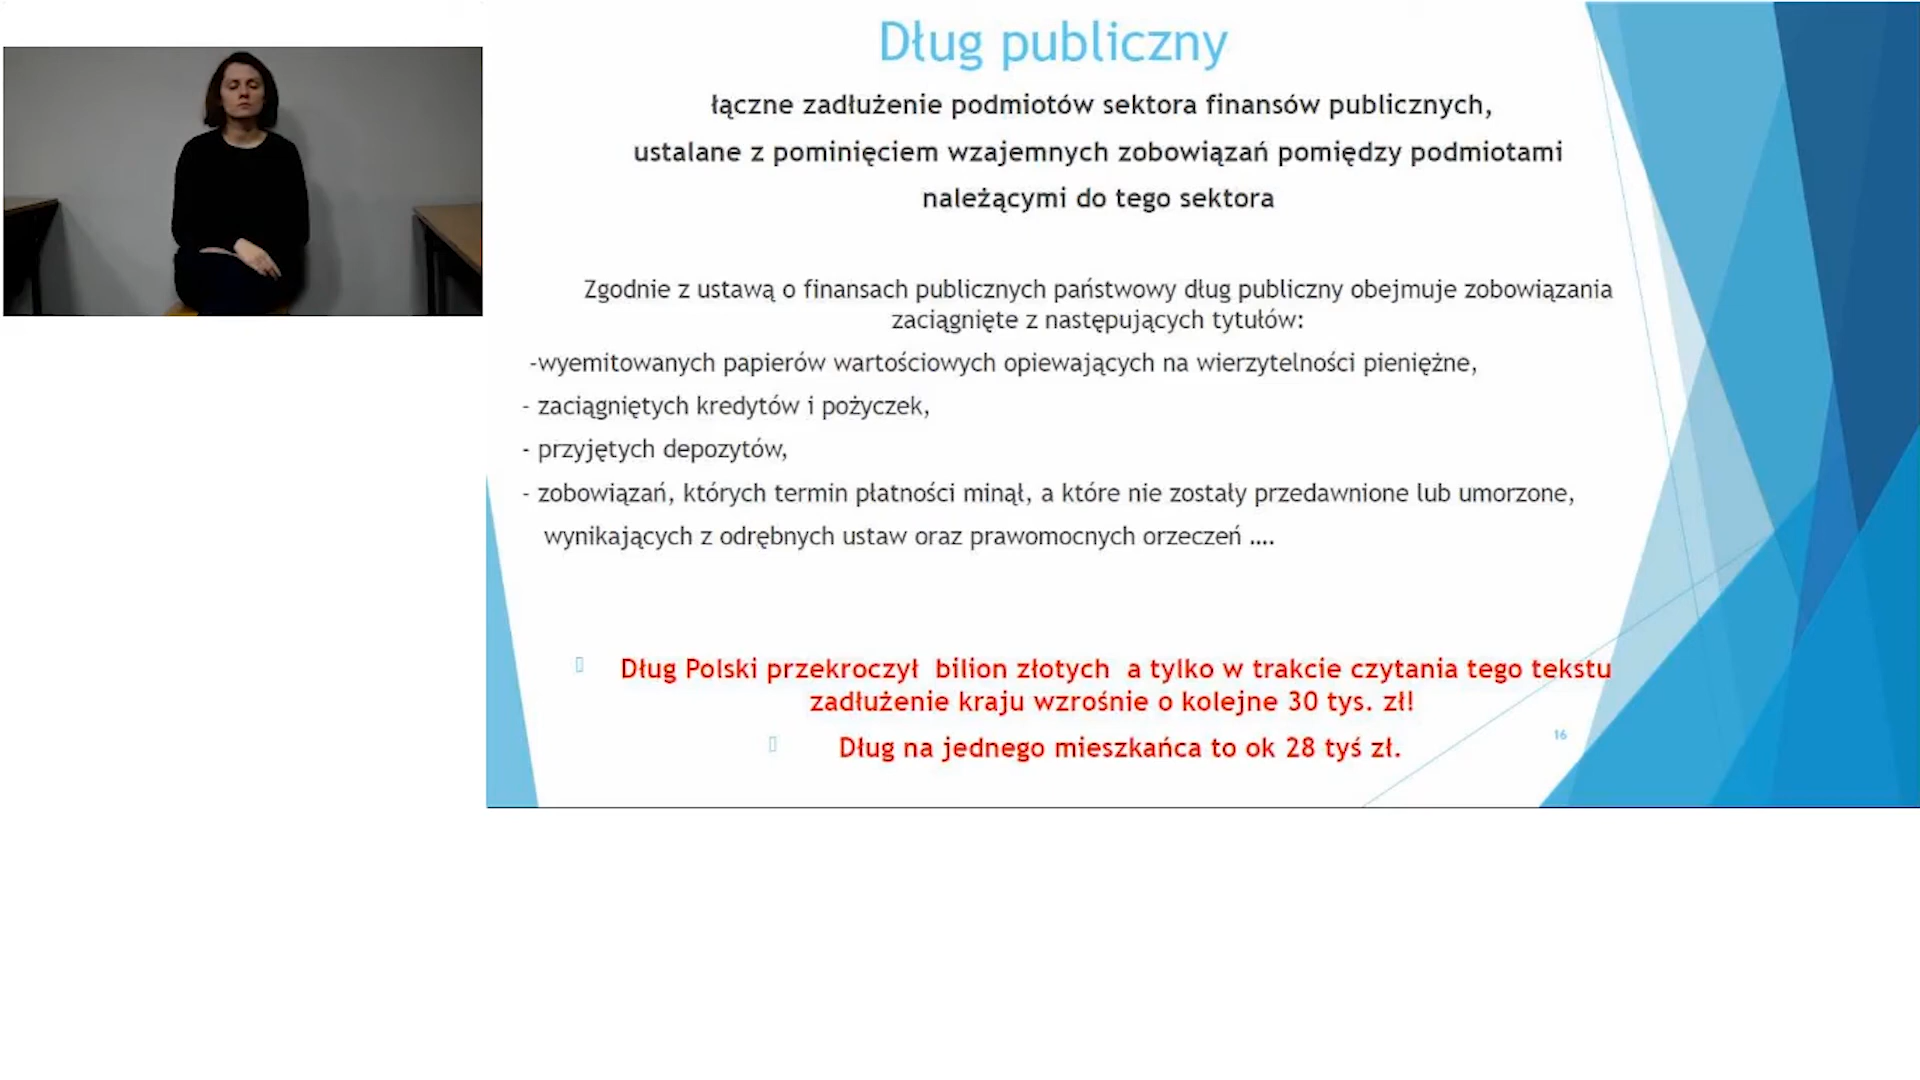 Dług publiczny
łączne zadłużenie podmiotów sektora finansów publicznych,
ustalane z pominięciem wzajemnych zobowiązań pomiędzy podmiotami
należącymi do tego sektora
Zgodnie z ustawą o finansach publicznych państwowy dług publiczny obejmuje zobowiązania
zaciągnięte z następujących tytułów:
-wyemitowanych papierów wartościowych opiewających na wierzytelności pieniężne,
- zaciągniętych kredytów i pożyczek,
- przyjętych depozytów,
- zobowiązań, których termin płatności minął, a które nie zostały przedawnione lub umorzone,
wynikających z odrębnych ustaw oraz prawomocnych orzeczeń ....
Dług Polski przekroczył bilion złotych a tylko w trakcie czytania tego tekstu
zadłużenie kraju wzrośnie o kolejne 30 tys. zł!
Dług na jednego mieszkańca to ok 28 tyś zł.
16